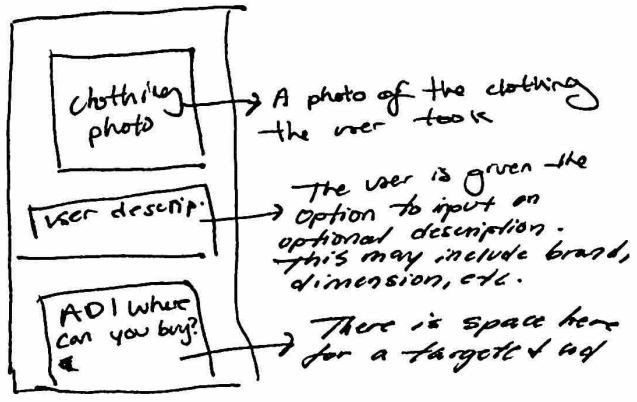 clothing
photo
A photo of the clothing
the user took
user descrip.
The user is given the
option to input an
optional description.
This may include brand,
dimension, etc.
AD | where
can you buy?
There is space here
for a targeted ad